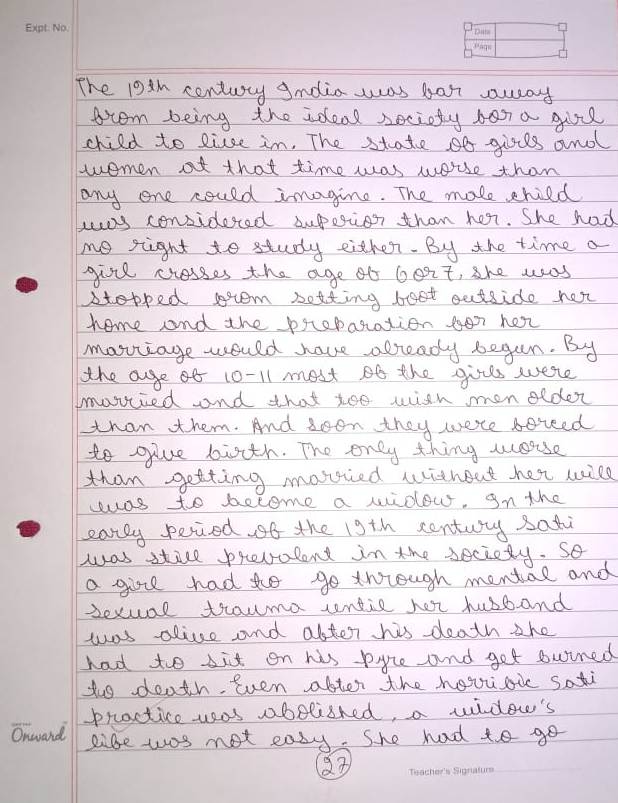 Expt. No.
Date
Page
The 19th century India was far away
from being the ideal society for a girl
child to live in. The state of girls and
women at that time was worse than
any one could imagine. The male child
was considered superior than her. She had
no right to study either. By the time a
girl crosses the age of 6 or 7, she was
stopped from setting foot outside her
home and the preparation for her
marriage would have already begun. By
the age of 10-11 most of the girls were
married and that too with men older
than them. And soon they were forced
to give birth. The only thing worse
than getting married without her will
was to become a widow. In the
early period of the 19th century Sati
was still prevalent in the society. So
a girl had to go through mental and
sexual trauma until her husband
was alive and after his death she
had to sit on his pyre and get burned
to death. Even after the horrific Sati
practice was abolished, a widow's
life was not easy. She had to go
Onward
27
Teacher's Signature